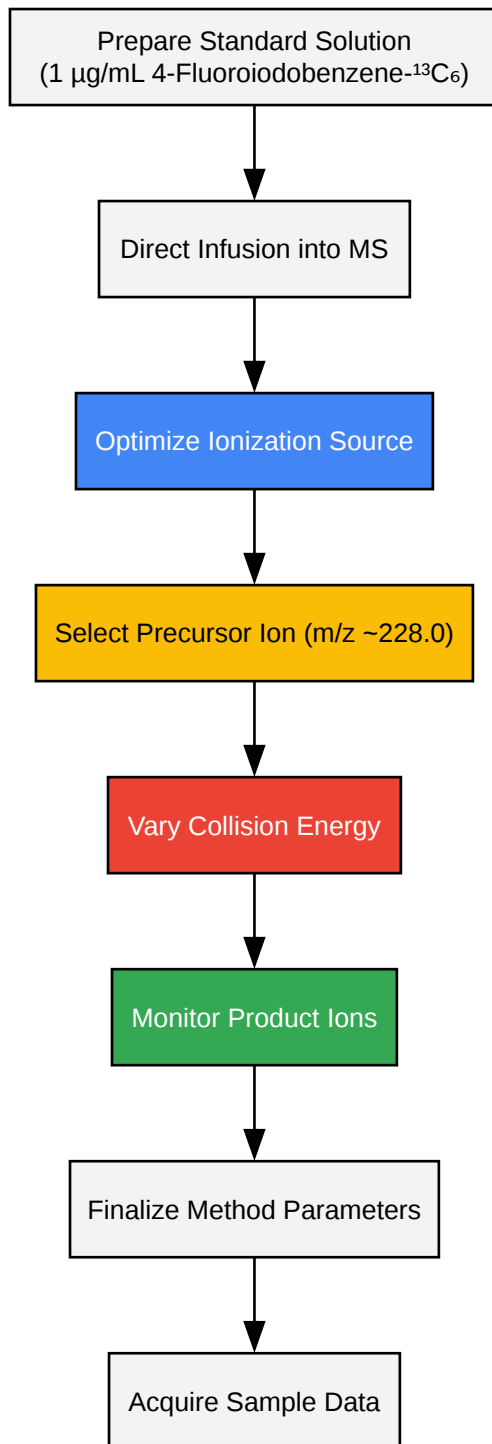 Prepare Standard Solution
(1 µg/mL 4-Fluoroiodobenzene-¹³C₆)
Direct Infusion into MS
Optimize Ionization Source
Select Precursor Ion (m/z ~228.0)
Vary Collision Energy
Monitor Product Ions
Finalize Method Parameters
Acquire Sample Data